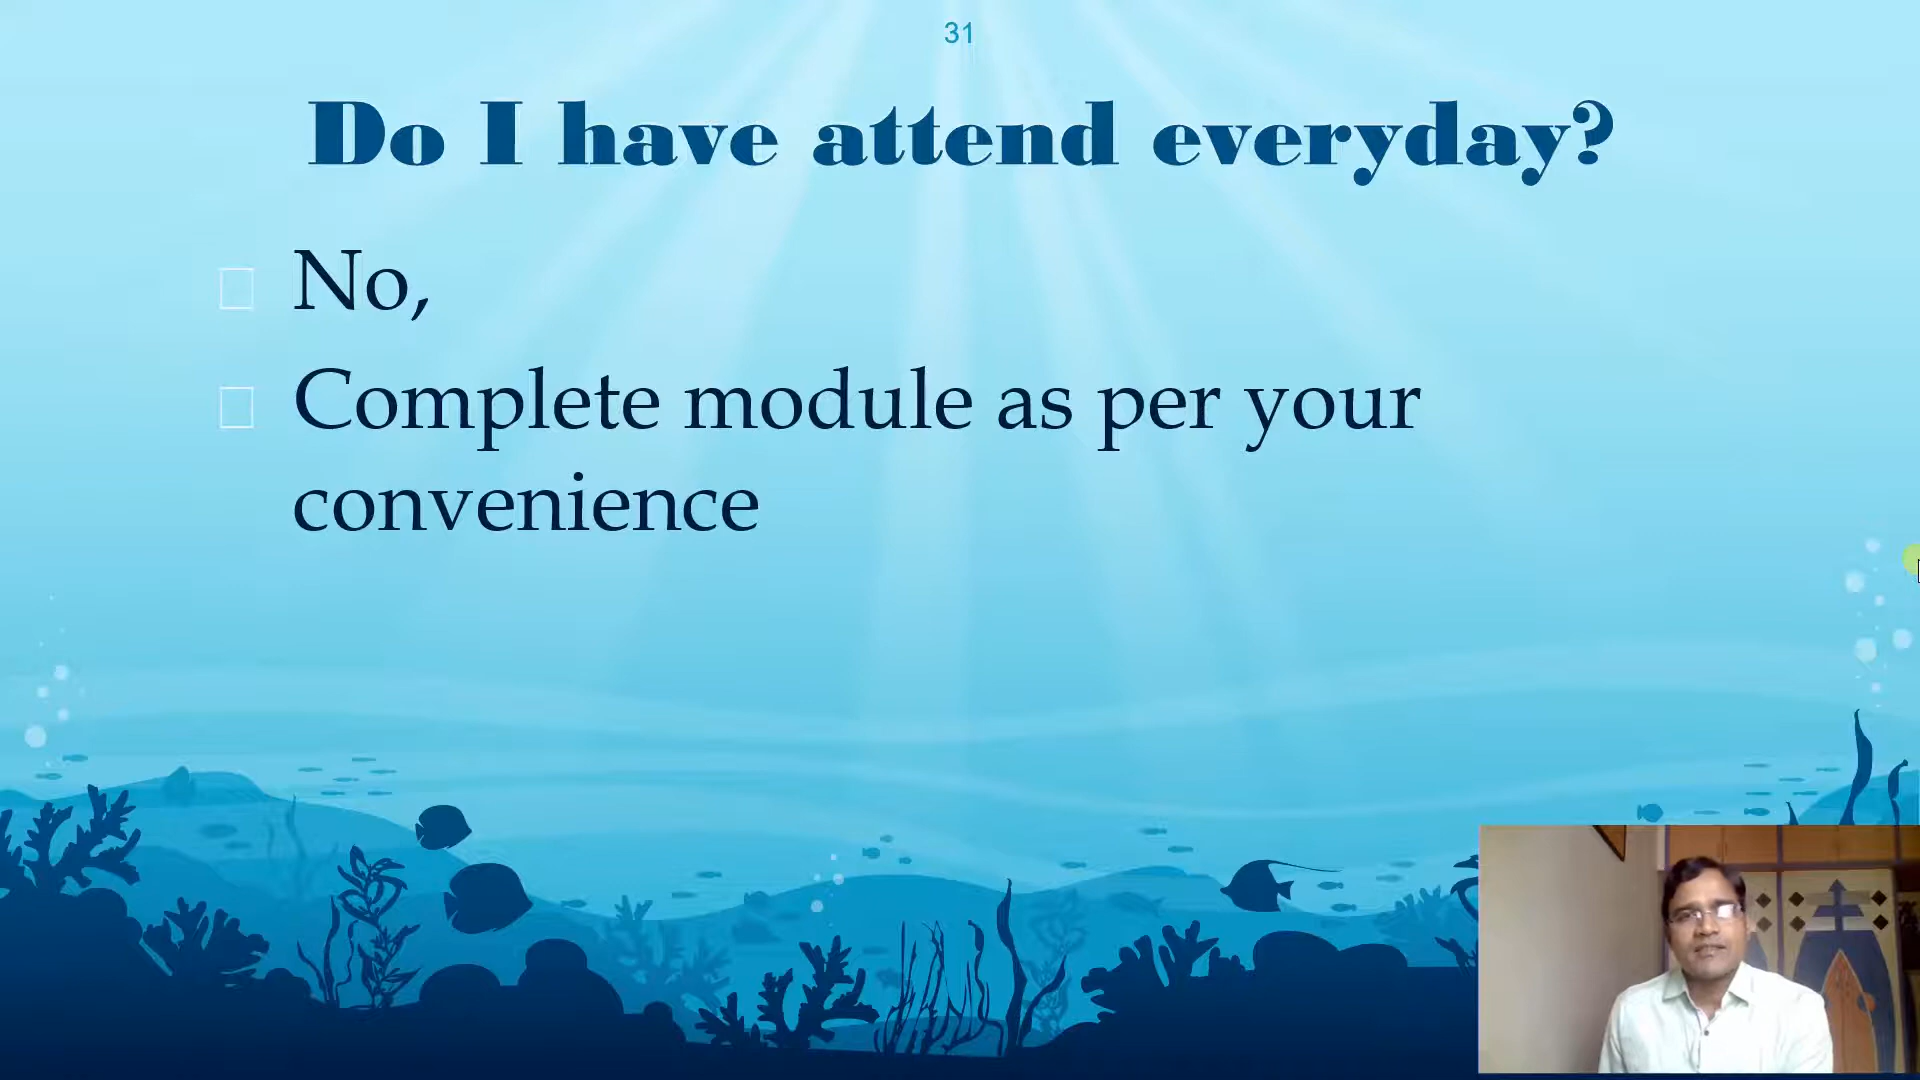 31
Do I have attend everyday?
No,
Complete module as per your
convenience